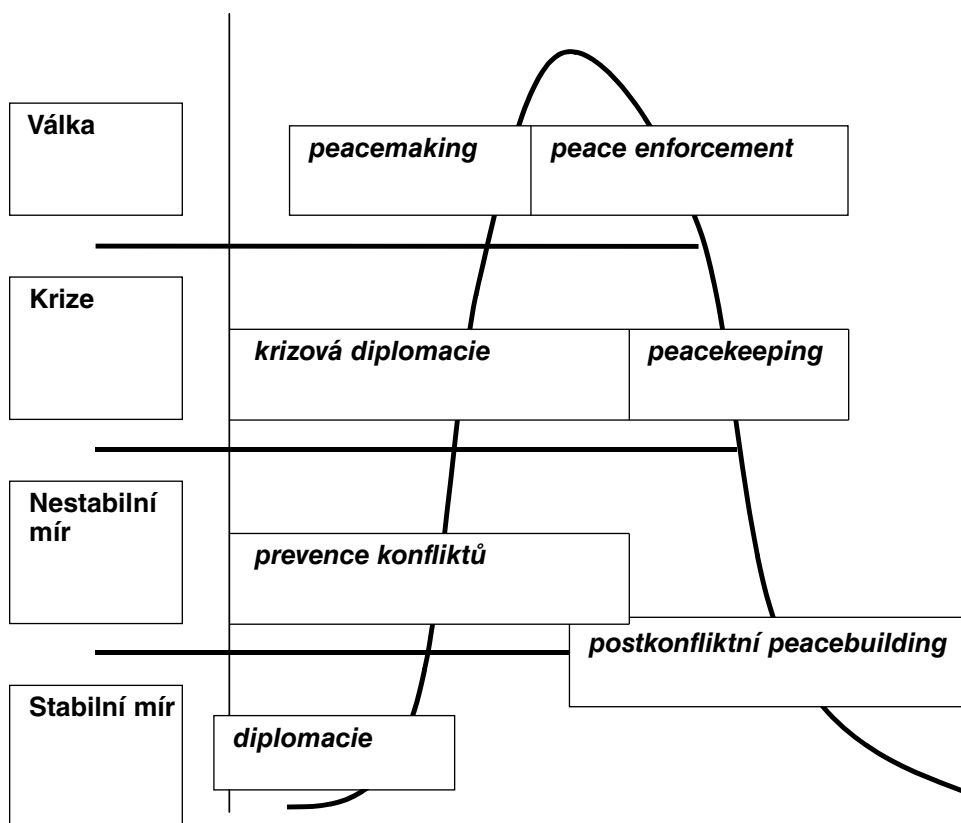 Válka
peacemaking
peace enforcement
Krize
krizová diplomacie
peacekeeping
Nestabilní
mír
prevence konfliktů
postkonfliktní peacebuilding
Stabilní mír
diplomacie